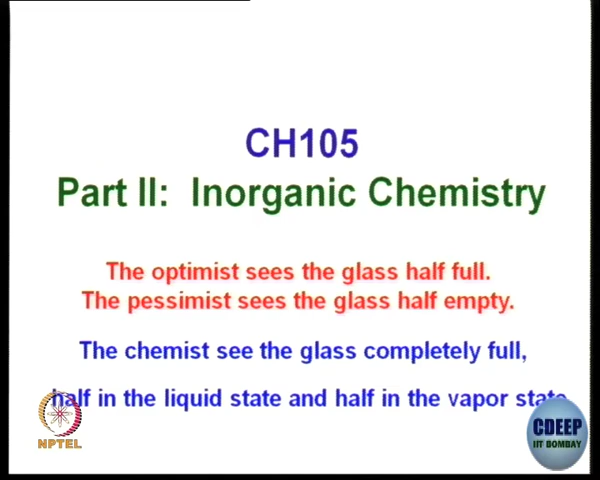 CH105
Part II: Inorganic Chemistry
The optimist sees the glass half full.
The pessimist sees the glass half empty.
The chemist see the glass completely full,
half in the liquid state and half in the vapor state
NPTEL
CDEEP
IIT BOMBAY